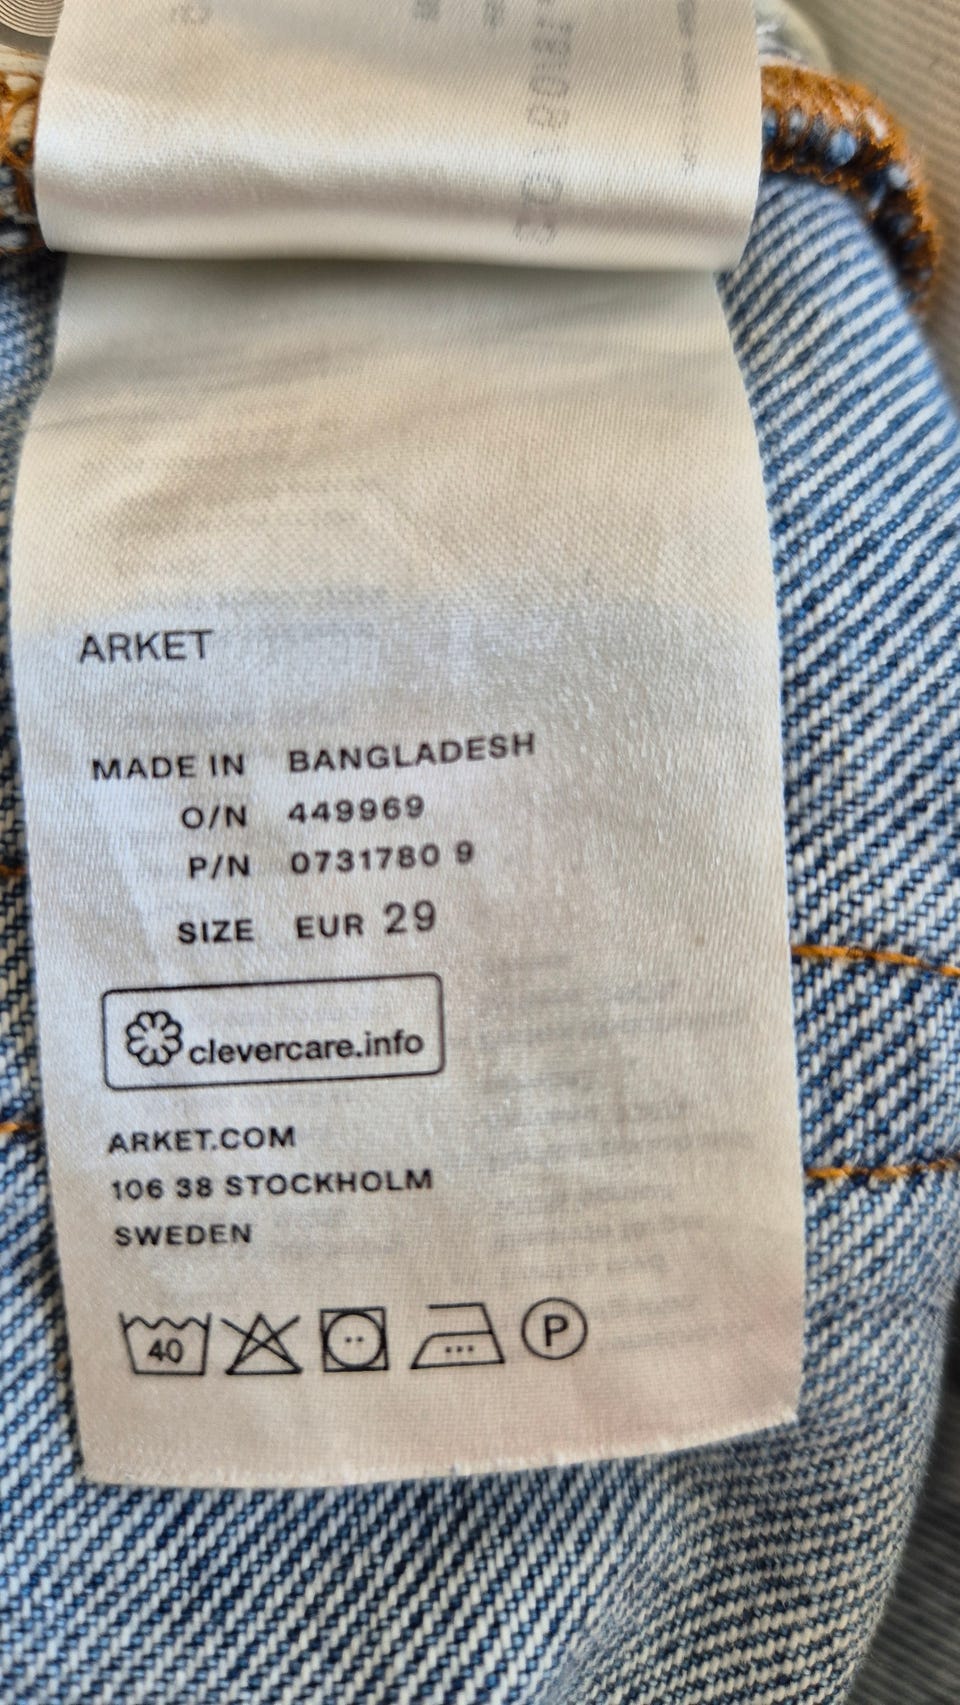 ARKET
MADE IN BANGLADESH
O/N 449969
P/N 0731780 9
SIZE EUR 29
clevercare.info
ARKET.COM
106 38 STOCKHOLM
SWEDEN
40
P